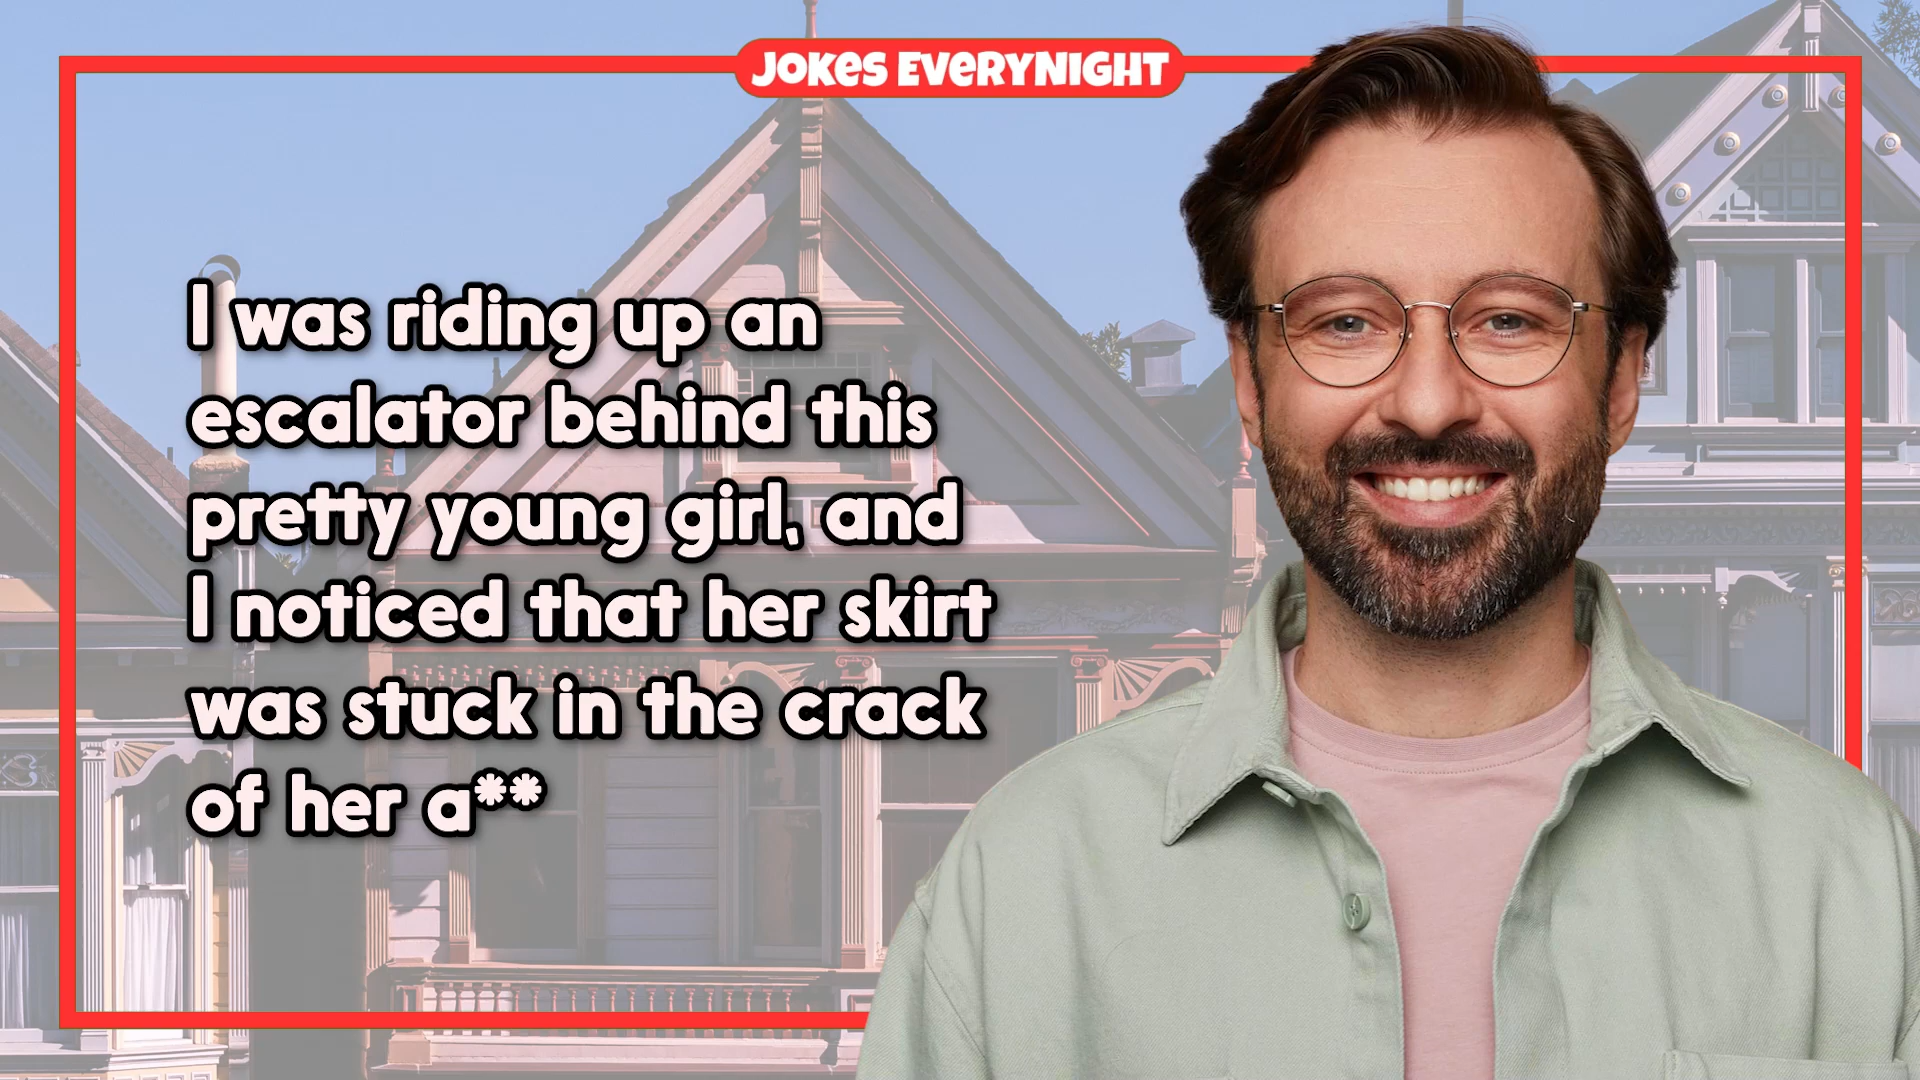 JOKES EVERYNIGHT
I was riding up an
escalator behind this
pretty young girl, and
I noticed that her skirt
was stuck in the crack
of her a**